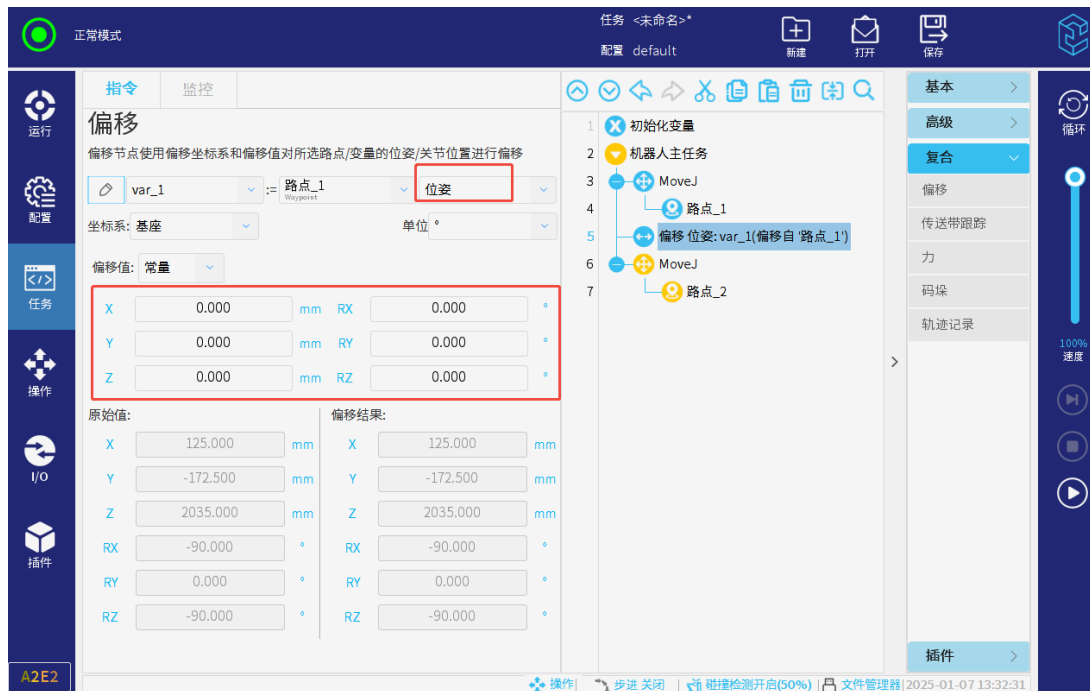 正常模式
任务 <未命名>*
配置 default
新建
打开
保存
运行
配置
任务
操作
I/O
插件
A2E2
指令 监控
偏移
偏移节点使用偏移坐标系和偏移值对所选路点/变量的位姿/关节位置进行偏移
var_1 := 路点_1 位姿
Waypoint
坐标系: 基座 单位 °
偏移值: 常量
X 0.000 mm RX 0.000 °
Y 0.000 mm RY 0.000 °
Z 0.000 mm RZ 0.000 °
原始值: 偏移结果:
X 125.000 mm X 125.000 mm
Y -172.500 mm Y -172.500 mm
Z 2035.000 mm Z 2035.000 mm
RX -90.000 ° RX -90.000 °
RY 0.000 ° RY 0.000 °
RZ -90.000 ° RZ -90.000 °
1 初始化变量
2 机器人主任务
3 MoveJ
4 路点_1
5 偏移 位姿: var_1(偏移自 '路点_1')
6 MoveJ
7 路点_2
基本
高级
复合
偏移
传送带跟踪
力
码垛
轨迹记录
插件
循环
100%
速度
操作 步进 关闭 碰撞检测开启(50%) 文件管理器 2025-01-07 13:32:31